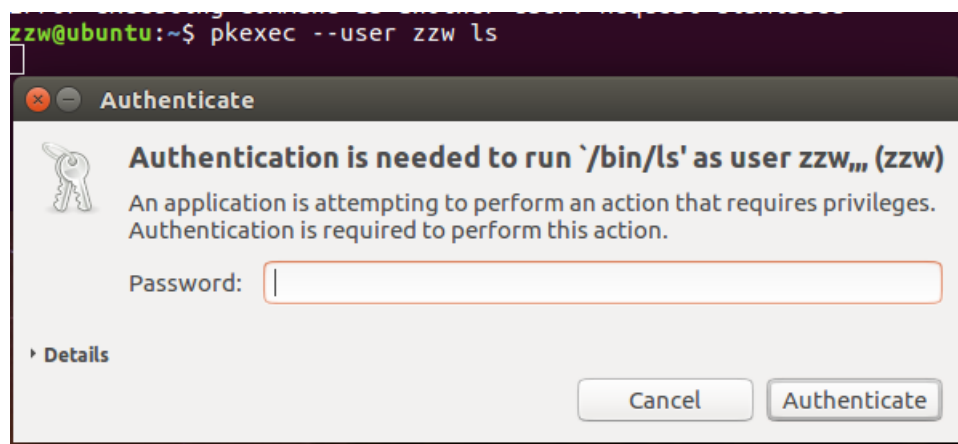 zzw@ubuntu:~$ pkexec --user zzw ls
Authenticate
Authentication is needed to run `/bin/ls' as user zzw,,, (zzw)
An application is attempting to perform an action that requires privileges.
Authentication is required to perform this action.
Password:
Details
Cancel
Authenticate